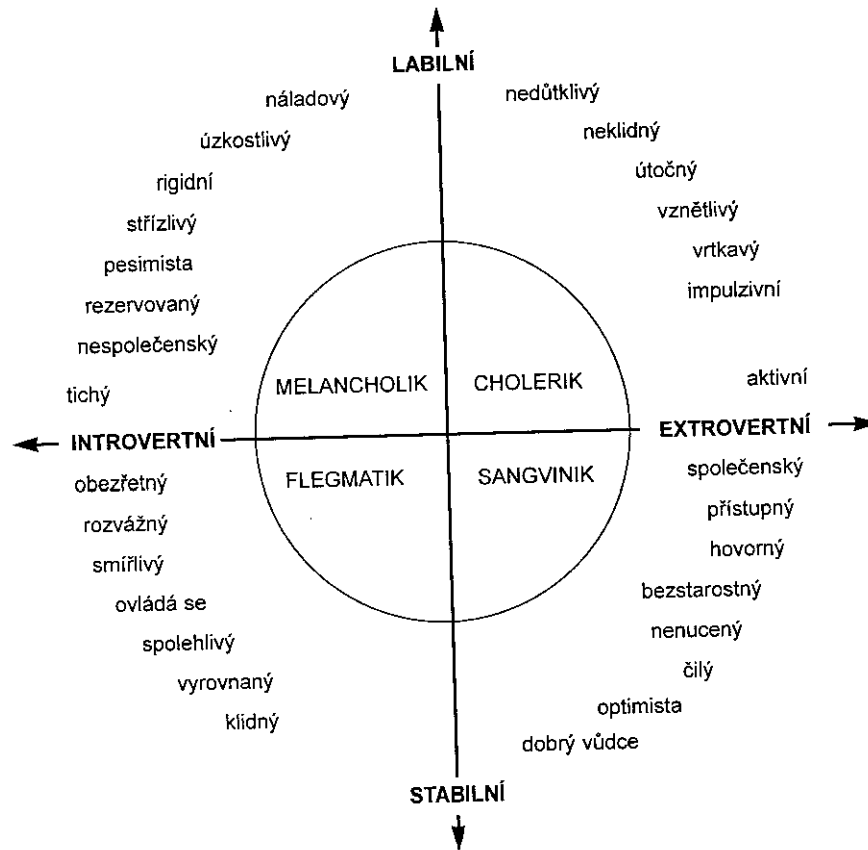 LABILNÍ
náladový
nedůtklivý
úzkostlivý
neklidný
rigidní
útočný
střízlivý
vznětlivý
pesimista
vrtkavý
rezervovaný
impulzivní
nespolečenský
tichý
MELANCHOLIK
CHOLERIK
aktivní
INTROVERTNÍ
EXTROVERTNÍ
obezřetný
FLEGMATIK
SANGVINIK
společenský
rozvážný
přístupný
smířlivý
hovorný
ovládá se
bezstarostný
spolehlivý
nenucený
vyrovnaný
čilý
klidný
optimista
dobrý vůdce
STABILNÍ